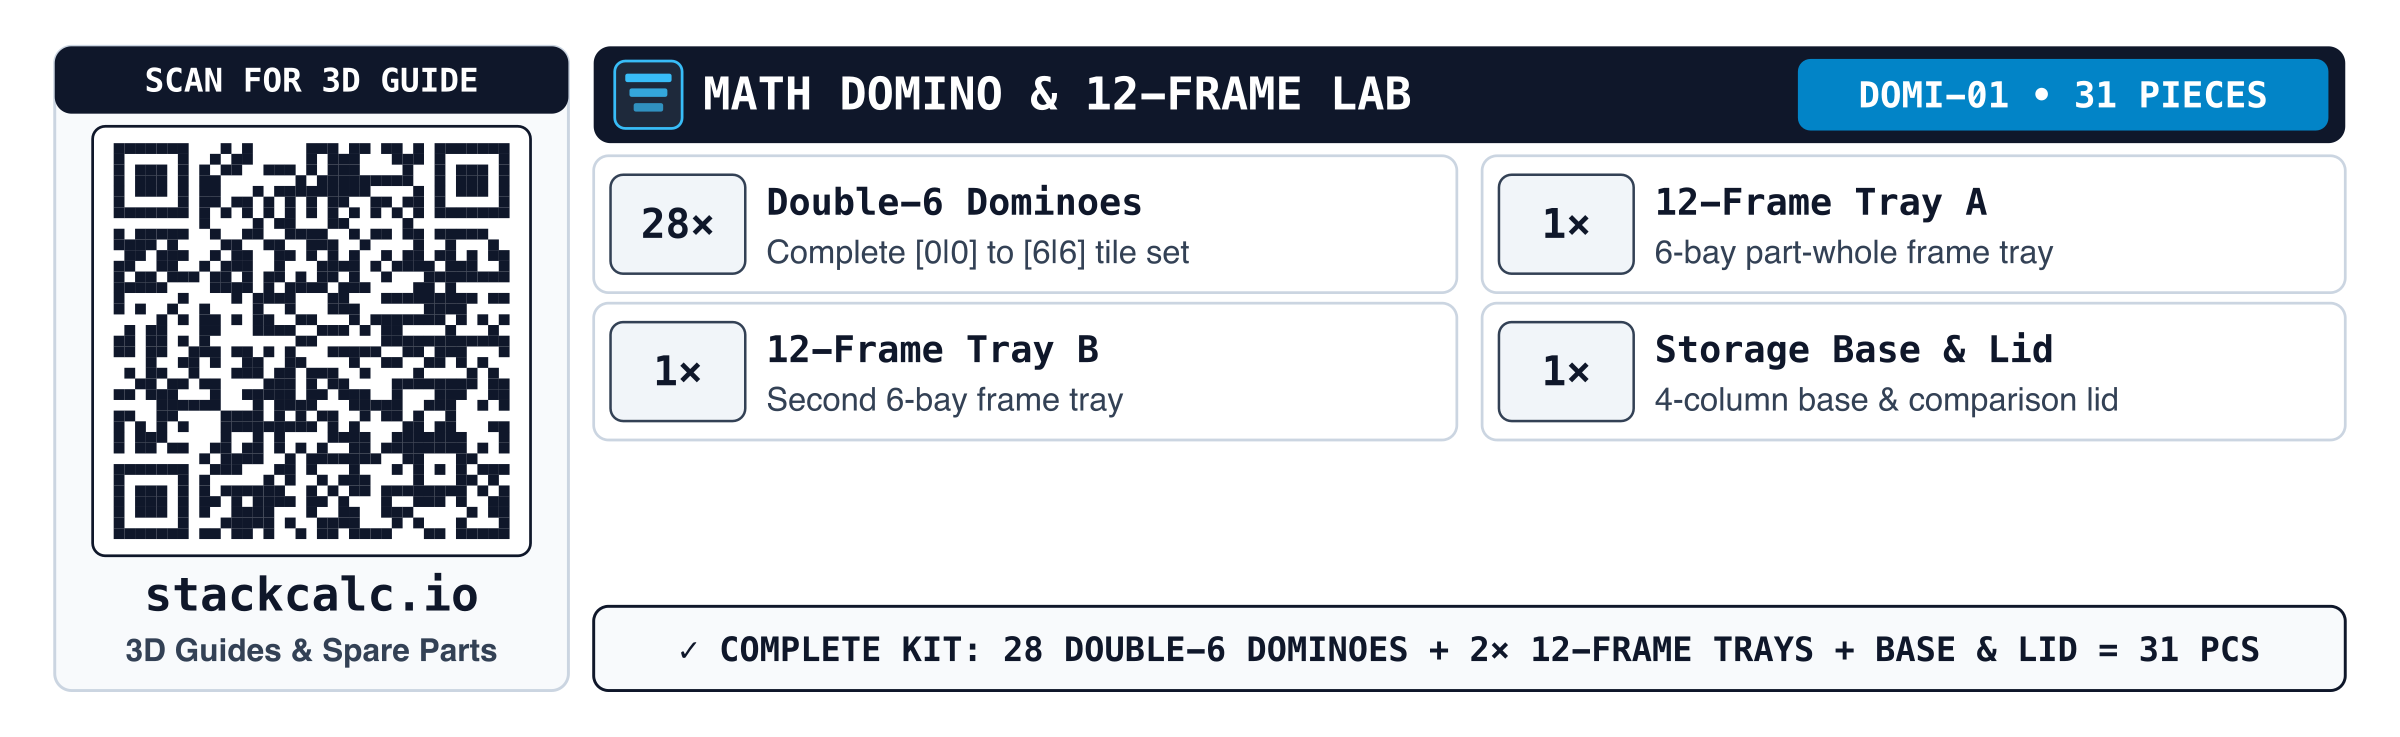 SCAN FOR 3D GUIDE
stackcalc.io
3D Guides & Spare Parts
MATH DOMINO & 12–FRAME LAB
DOMI–01 • 31 PIECES
28×
Double–6 Dominoes
Complete [0|0] to [6|6] tile set
1×
12–Frame Tray A
6-bay part-whole frame tray
1×
12–Frame Tray B
Second 6-bay frame tray
1×
Storage Base & Lid
4-column base & comparison lid
✓ COMPLETE KIT: 28 DOUBLE–6 DOMINOES + 2× 12–FRAME TRAYS + BASE & LID = 31 PCS